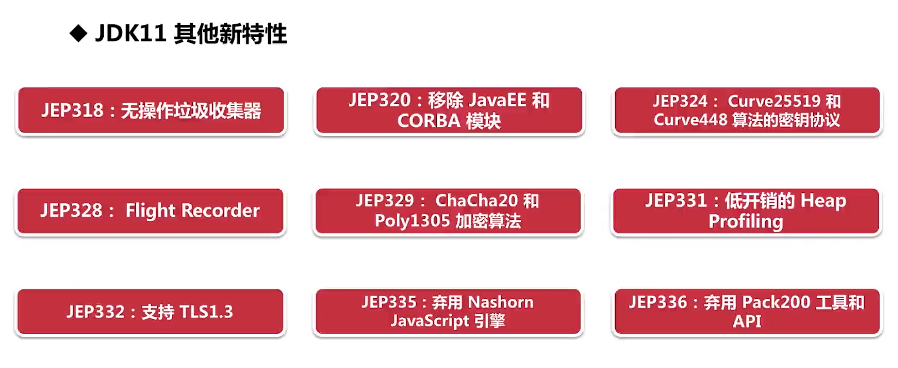 ◆ JDK11 其他新特性
JEP318：无操作垃圾收集器
JEP320：移除 JavaEE 和
CORBA 模块
JEP324： Curve25519 和
Curve448 算法的密钥协议
JEP328： Flight Recorder
JEP329： ChaCha20 和
Poly1305 加密算法
JEP331：低开销的 Heap
Profiling
JEP332：支持 TLS1.3
JEP335：弃用 Nashorn
JavaScript 引擎
JEP336：弃用 Pack200 工具和
API